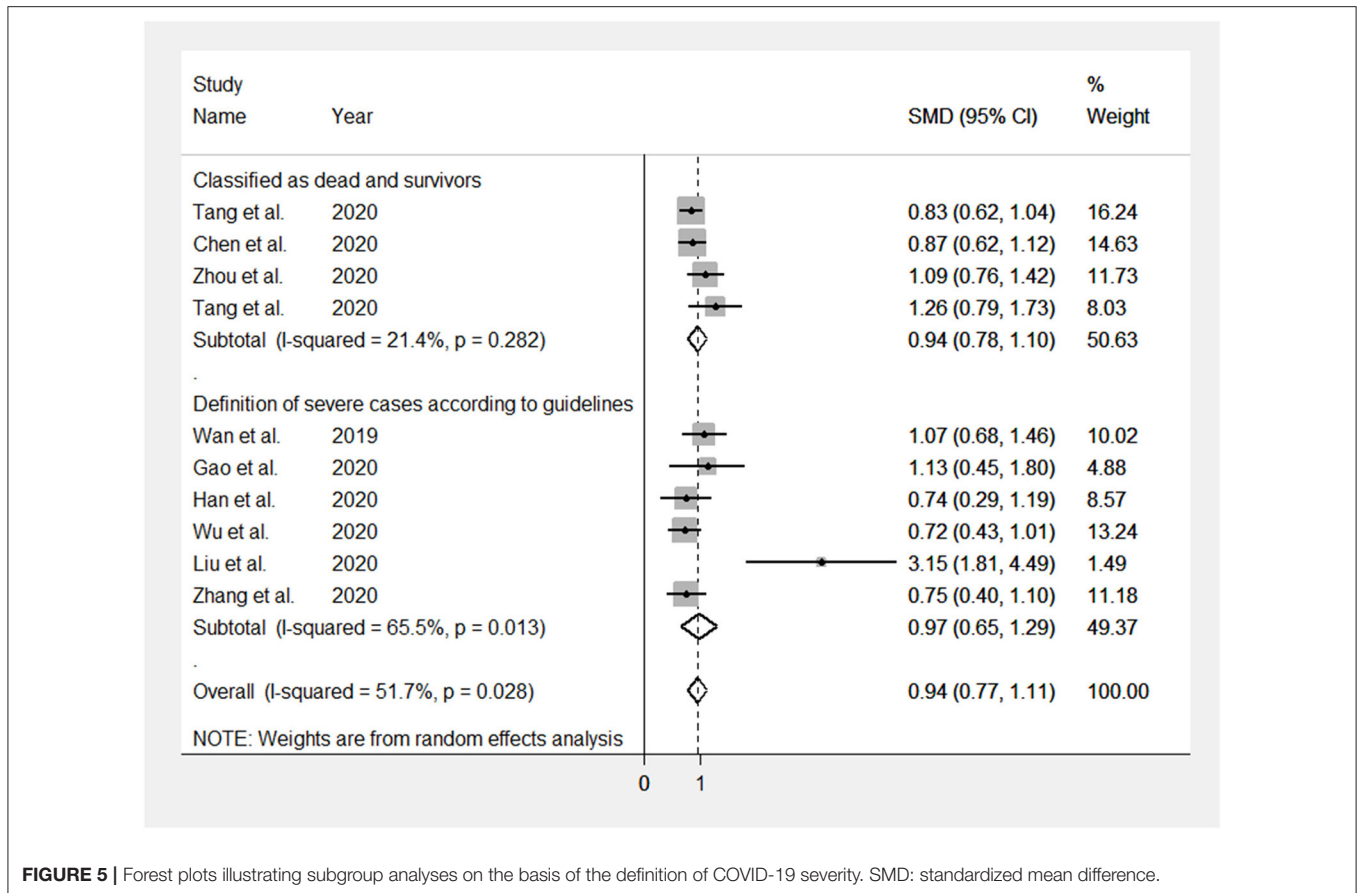 Study %
Name Year SMD (95% CI) Weight
Classified as dead and survivors
Tang et al. 2020 0.83 (0.62, 1.04) 16.24
Chen et al. 2020 0.87 (0.62, 1.12) 14.63
Zhou et al. 2020 1.09 (0.76, 1.42) 11.73
Tang et al. 2020 1.26 (0.79, 1.73) 8.03
Subtotal (I-squared = 21.4%, p = 0.282) 0.94 (0.78, 1.10) 50.63
.
Definition of severe cases according to guidelines
Wan et al. 2019 1.07 (0.68, 1.46) 10.02
Gao et al. 2020 1.13 (0.45, 1.80) 4.88
Han et al. 2020 0.74 (0.29, 1.19) 8.57
Wu et al. 2020 0.72 (0.43, 1.01) 13.24
Liu et al. 2020 3.15 (1.81, 4.49) 1.49
Zhang et al. 2020 0.75 (0.40, 1.10) 11.18
Subtotal (I-squared = 65.5%, p = 0.013) 0.97 (0.65, 1.29) 49.37
.
Overall (I-squared = 51.7%, p = 0.028) 0.94 (0.77, 1.11) 100.00
NOTE: Weights are from random effects analysis
0 1
FIGURE 5 | Forest plots illustrating subgroup analyses on the basis of the definition of COVID-19 severity. SMD: standardized mean difference.